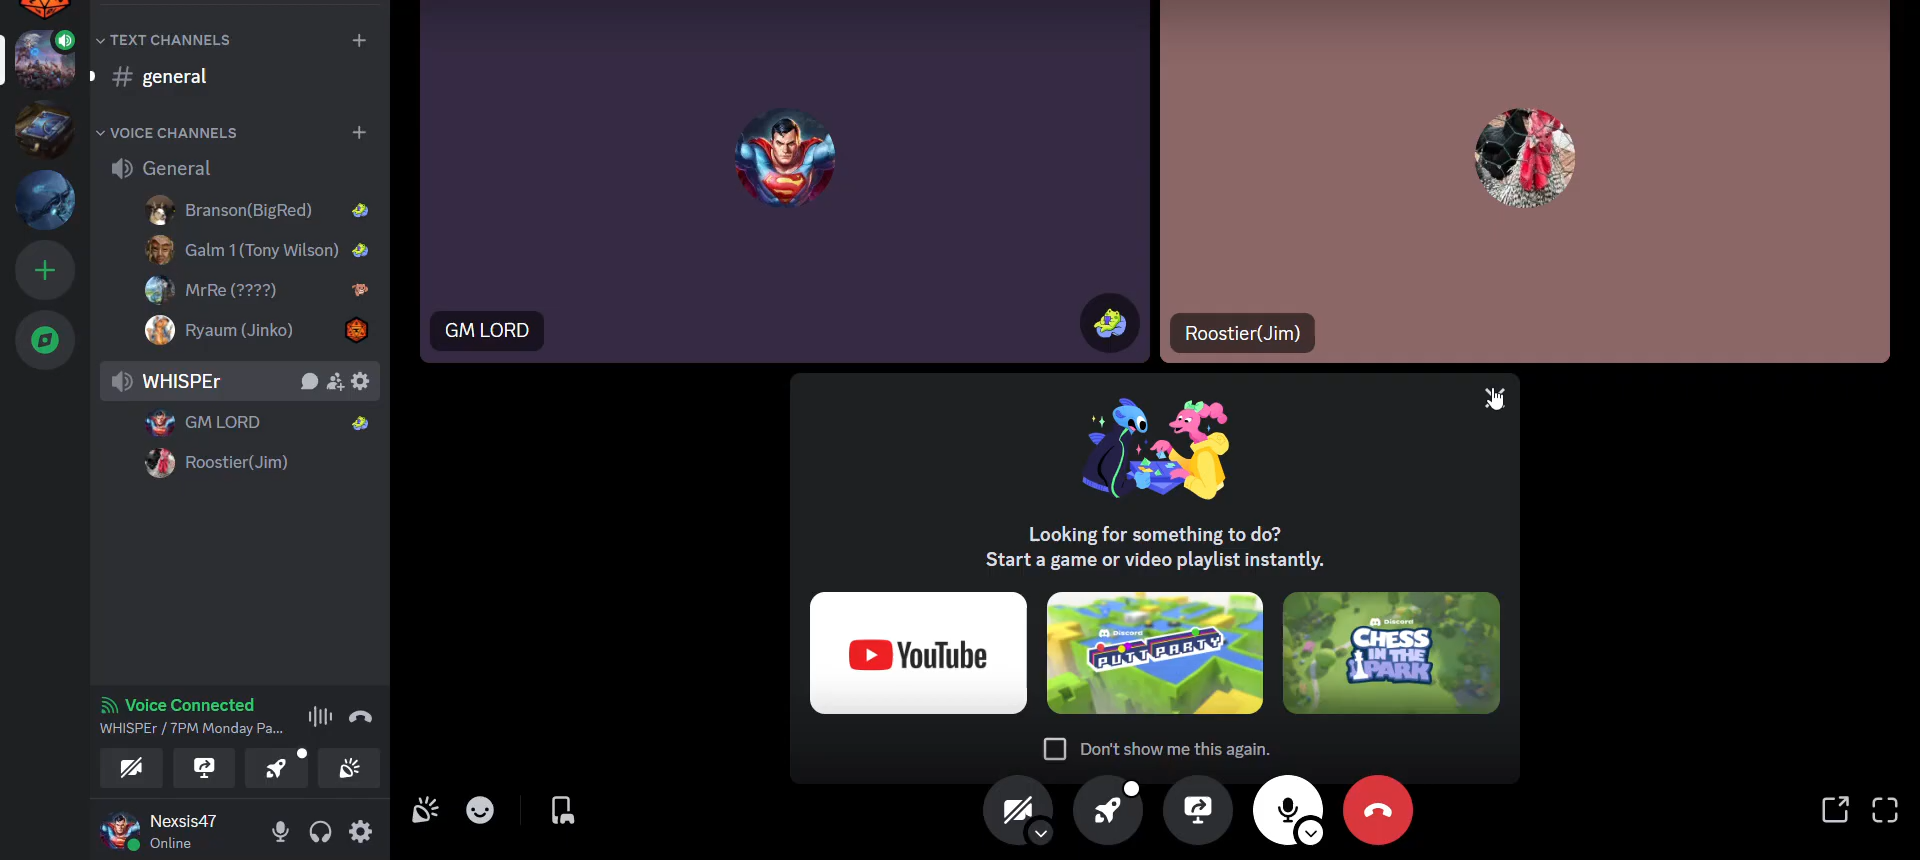 TEXT CHANNELS
general
VOICE CHANNELS
General
Branson(BigRed)
Galm 1 (Tony Wilson)
MrRe (????)
Ryaum (Jinko)
WHISPEr
GM LORD
Roostier(Jim)
Voice Connected
WHISPEr / 7PM Monday Pa...
Nexsis47
Online
GM LORD
Roostier(Jim)
Looking for something to do?
Start a game or video playlist instantly.
YouTube
Discord
PUTT PARTY
Discord
CHESS
IN THE
PARK
Don't show me this again.